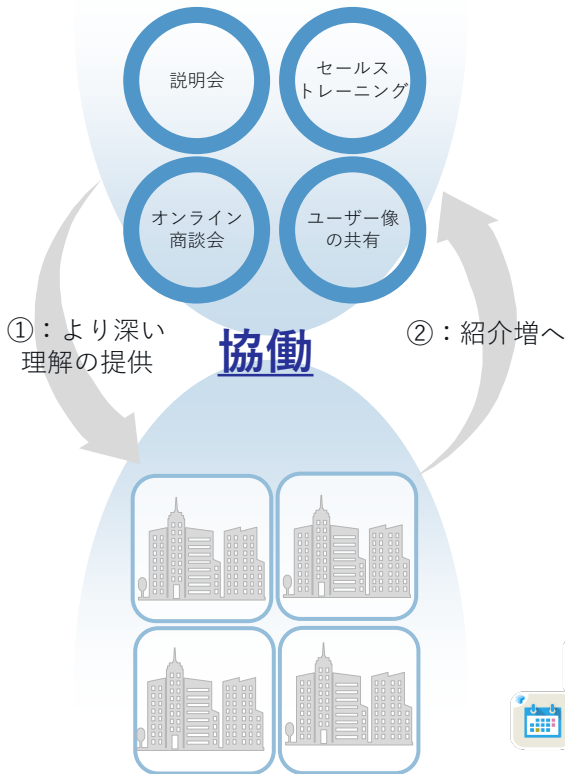 説明会
セールス
トレーニング
オンライン
商談会
ユーザー像
の共有
①：より深い
理解の提供
協働
②：紹介増へ